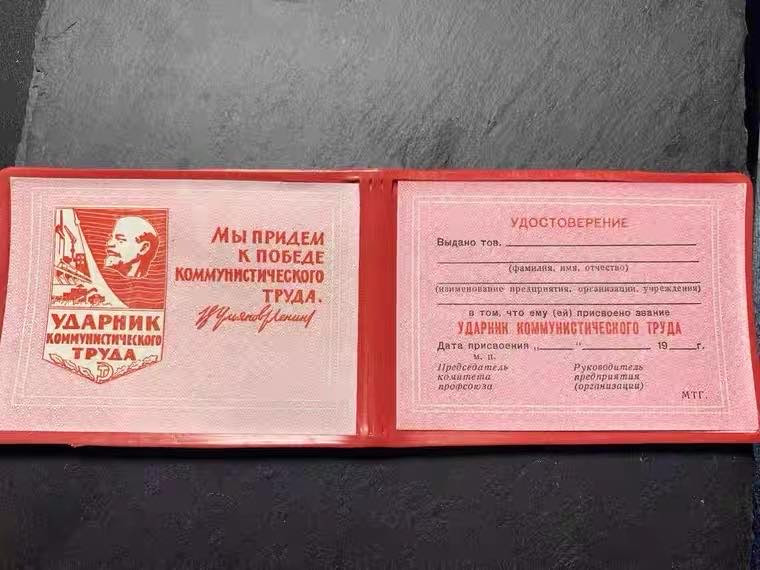 УДАРНИК
КОММУНИСТИЧЕСКОГО
ТРУДА
МЫ ПРИДЕМ
К ПОБЕДЕ
КОММУНИСТИЧЕСКОГО
ТРУДА.
В. Ульянов (Ленин)
УДОСТОВЕРЕНИЕ
Выдано тов.
(фамилия, имя, отчество)
(наименование предприятия, организации, учреждения)
в том, что ему (ей) присвоено звание
УДАРНИК КОММУНИСТИЧЕСКОГО ТРУДА
Дата присвоения „ “ 19 г.
м. п.
Председатель Руководитель
комитета предприятия
профсоюза (организации)
МТГ.